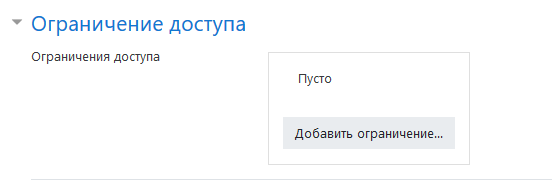 Ограничение доступа
Ограничения доступа
Пусто
Добавить ограничение...